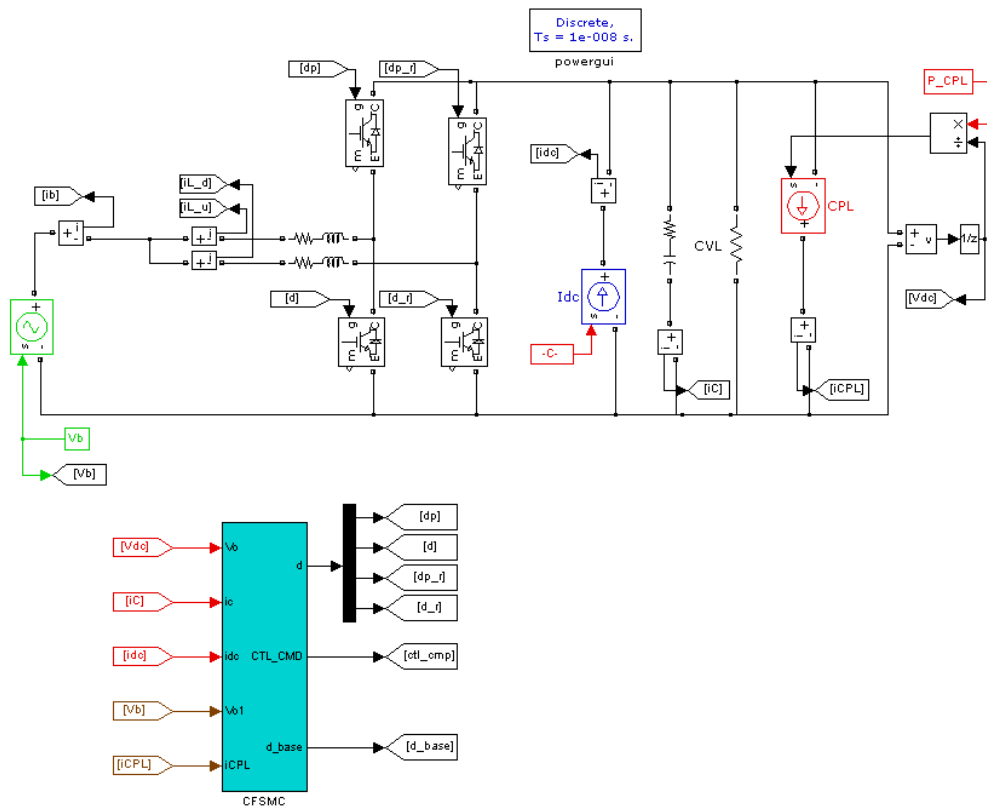 Discrete,
Ts = 1e-008 s.
powergui
[dp]
[dp_r]
P_CPL
g
C
m
E
g
C
m
E
×
÷
[idc]
i
+
-
s
-
+
CPL
[ib]
[iL_d]
[iL_u]
+
-
i
+
i
+
i
CVL
+
-
v
1/z
[Vdc]
[d]
[d_r]
Idc
+
s
-
g
C
m
E
g
C
m
E
+
s
-
-C-
i
+
-
[iC]
i
+
-
[iCPL]
Vb
[Vb]
[Vdc]
[iC]
[idc]
[Vb]
[iCPL]
Vo
ic
idc
Vb1
iCPL
d
CTL_CMD
d_base
CFSMC
[dp]
[d]
[dp_r]
[d_r]
[ctl_cmp]
[d_base]